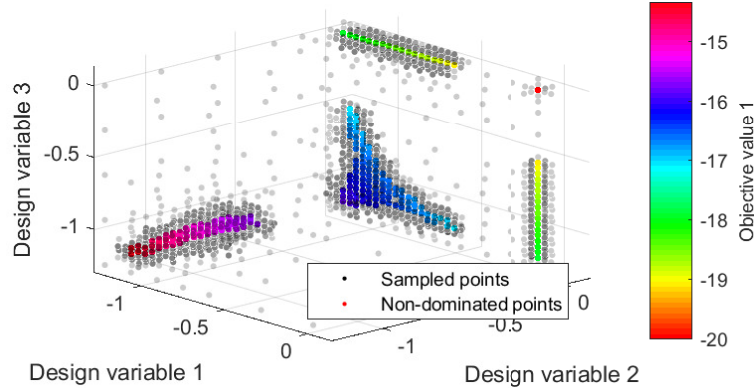 0
-0.5
-1
Design variable 3
-1
-0.5
0
Design variable 1
-1
-0.5
0
Design variable 2
Sampled points
Non-dominated points
-15
-16
-17
-18
-19
-20
Objective value 1